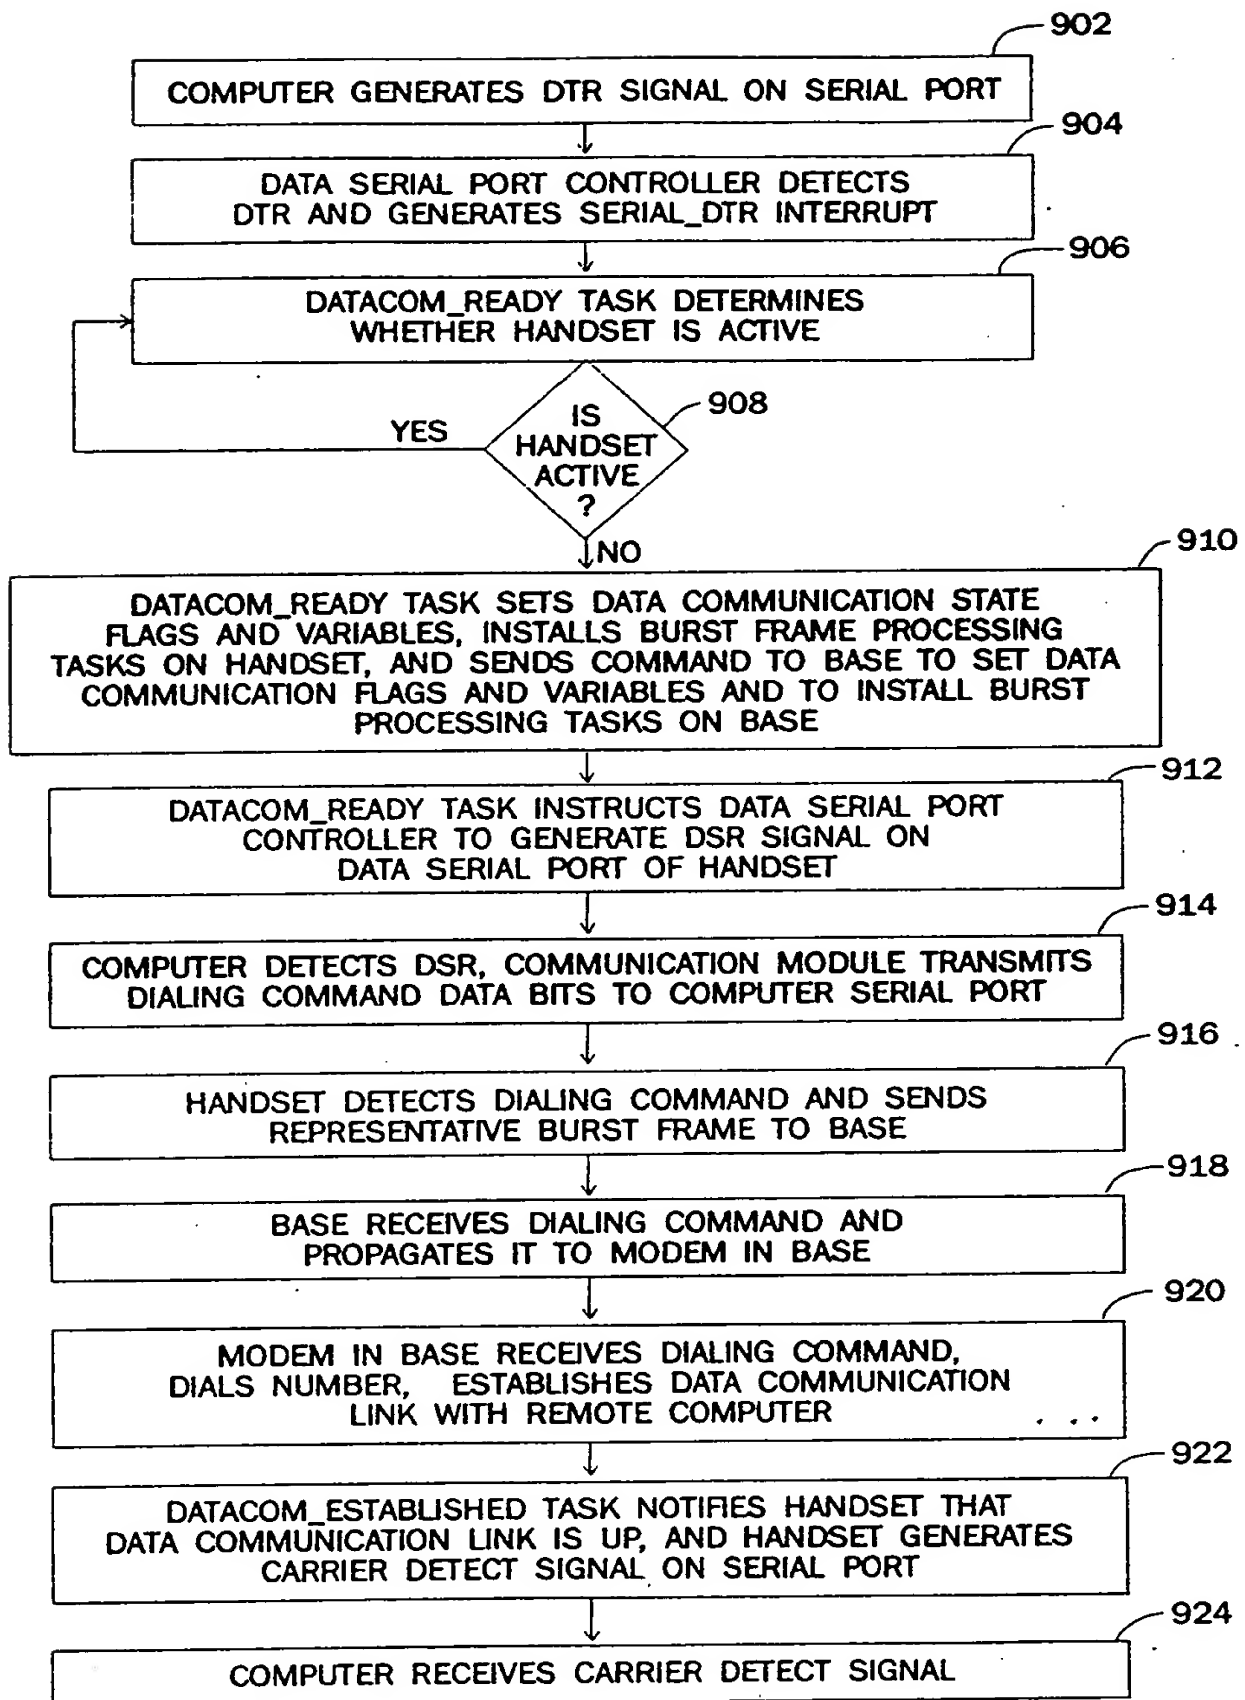 902
COMPUTER GENERATES DTR SIGNAL ON SERIAL PORT
904
DATA SERIAL PORT CONTROLLER DETECTS
DTR AND GENERATES SERIAL_DTR INTERRUPT
906
DATACOM_READY TASK DETERMINES
WHETHER HANDSET IS ACTIVE
908
YES
IS
HANDSET
ACTIVE
?
NO
910
DATACOM_READY TASK SETS DATA COMMUNICATION STATE
FLAGS AND VARIABLES, INSTALLS BURST FRAME PROCESSING
TASKS ON HANDSET, AND SENDS COMMAND TO BASE TO SET DATA
COMMUNICATION FLAGS AND VARIABLES AND TO INSTALL BURST
PROCESSING TASKS ON BASE
912
DATACOM_READY TASK INSTRUCTS DATA SERIAL PORT
CONTROLLER TO GENERATE DSR SIGNAL ON
DATA SERIAL PORT OF HANDSET
914
COMPUTER DETECTS DSR, COMMUNICATION MODULE TRANSMITS
DIALING COMMAND DATA BITS TO COMPUTER SERIAL PORT
916
HANDSET DETECTS DIALING COMMAND AND SENDS
REPRESENTATIVE BURST FRAME TO BASE
918
BASE RECEIVES DIALING COMMAND AND
PROPAGATES IT TO MODEM IN BASE
920
MODEM IN BASE RECEIVES DIALING COMMAND,
DIALS NUMBER, ESTABLISHES DATA COMMUNICATION
LINK WITH REMOTE COMPUTER
922
DATACOM_ESTABLISHED TASK NOTIFIES HANDSET THAT
DATA COMMUNICATION LINK IS UP, AND HANDSET GENERATES
CARRIER DETECT SIGNAL ON SERIAL PORT
924
COMPUTER RECEIVES CARRIER DETECT SIGNAL